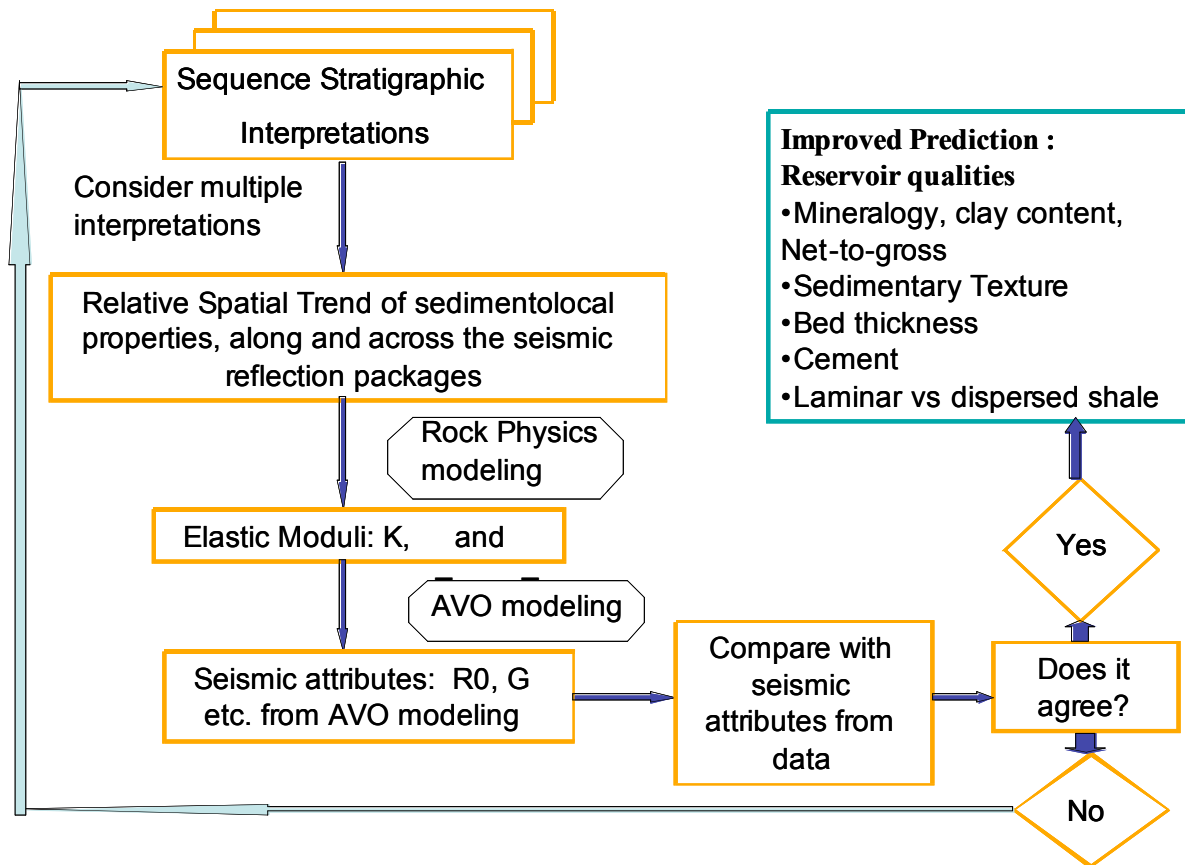 Sequence Stratigraphic
Interpretations
Consider multiple
interpretations
Relative Spatial Trend of sedimentolocal
properties, along and across the seismic
reflection packages
Rock Physics
modeling
Elastic Moduli: K,     and
AVO modeling
Seismic attributes:  R0, G
etc. from AVO modeling
Compare with
seismic
attributes from
data
Does it
agree?
Yes
No
Improved Prediction :
Reservoir qualities
•Mineralogy, clay content,
Net-to-gross
•Sedimentary Texture
•Bed thickness
•Cement
•Laminar vs dispersed shale